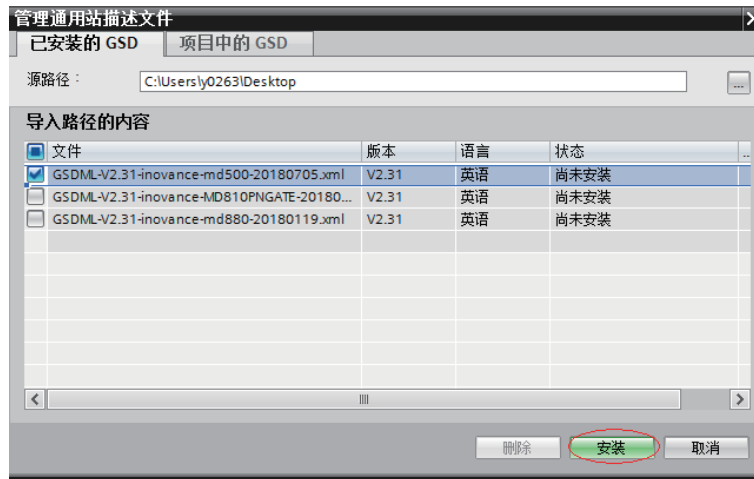 管理通用站描述文件
已安装的 GSD 项目中的 GSD
源路径： C:\Users\y0263\Desktop ...
导入路径的内容
文件 版本 语言 状态 ..
GSDML-V2.31-inovance-md500-20180705.xml V2.31 英语 尚未安装
GSDML-V2.31-inovance-MD810PNGATE-20180... V2.31 英语 尚未安装
GSDML-V2.31-inovance-md880-20180119.xml V2.31 英语 尚未安装
删除 安装 取消